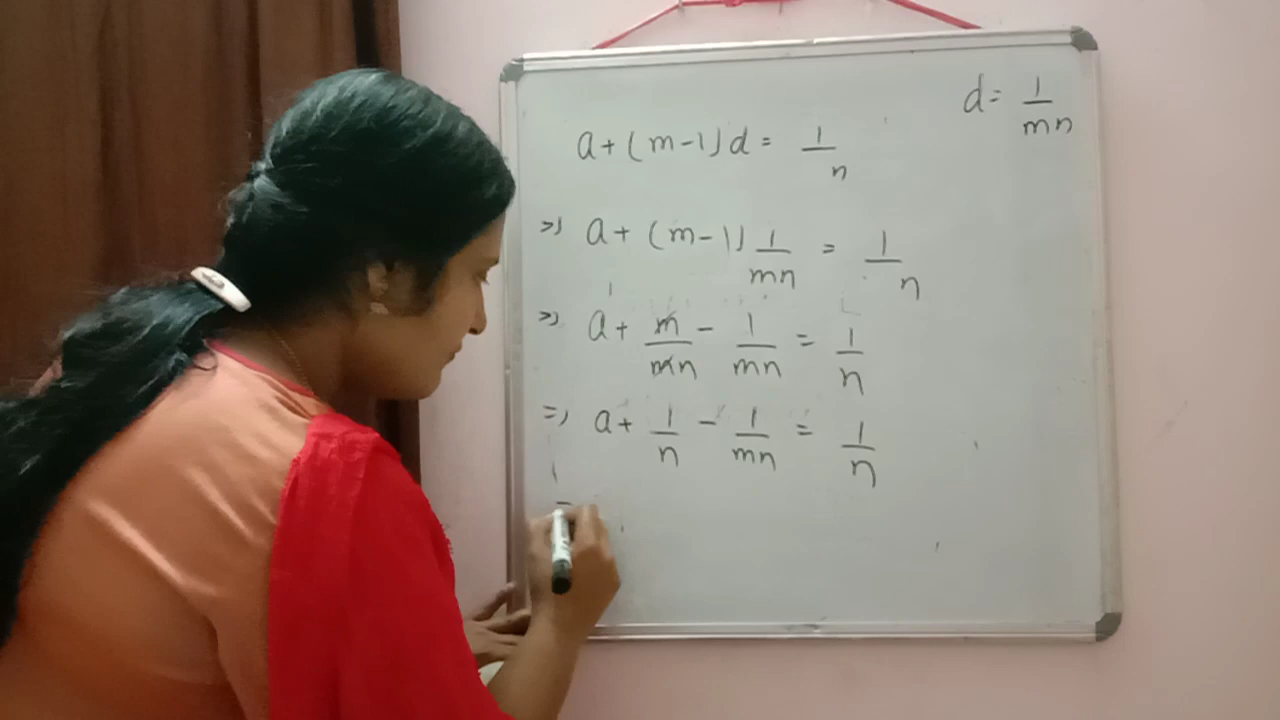 d = 1/mn
a + (m - 1) d = 1/n
=) a + (m - 1) 1/mn = 1/n
=) a + m/mn - 1/mn = 1/n
=) a + 1/n - 1/mn = 1/n